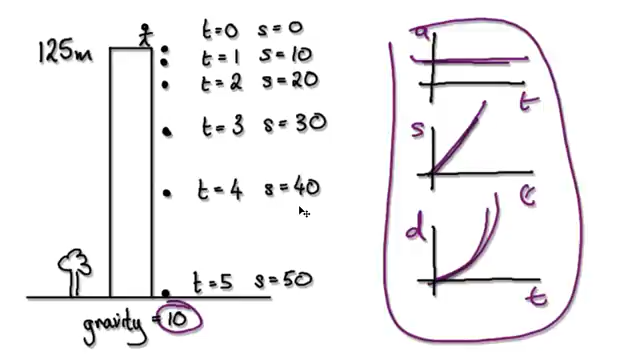 125m
t=0 s=0
t=1 s=10
t=2 s=20
t=3 s=30
t=4 s=40
t=5 s=50
gravity = 10
a
t
s
t
d
t